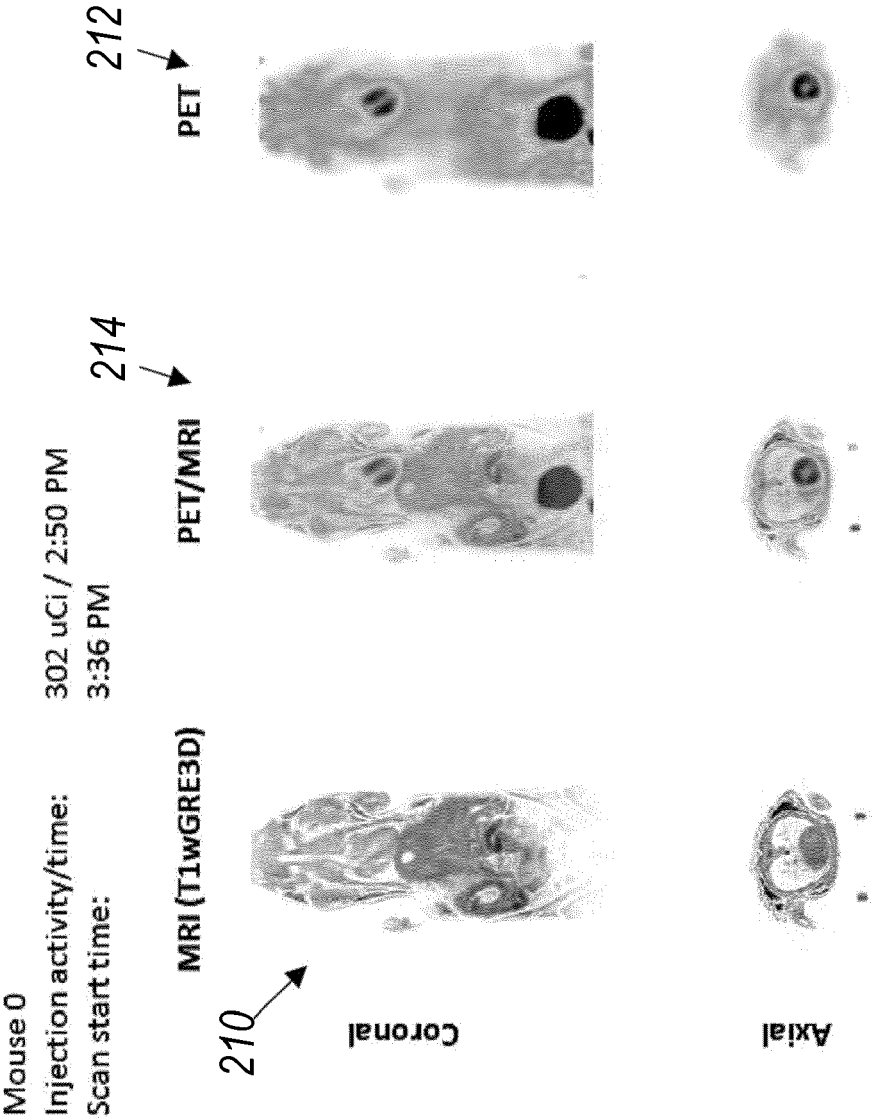 Mouse 0
Injection activity/time: 302 uCi / 2:50 PM
Scan start time: 3:36 PM
210
214
212
MRI (T1wGRE3D) PET/MRI PET
Coronal
Axial